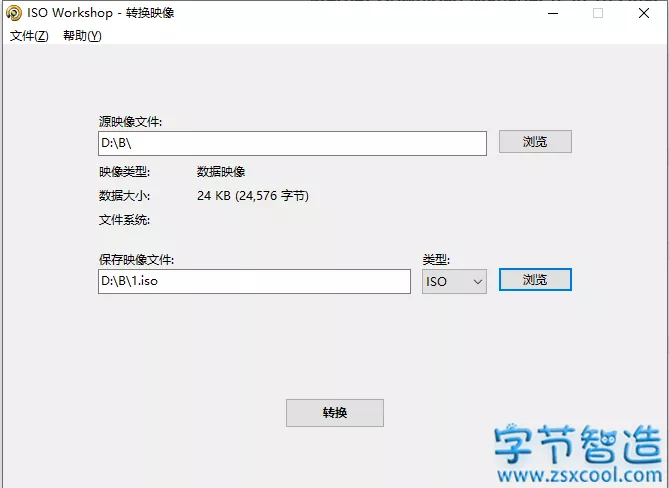 ISO Workshop - 转换映像
文件(Z) 帮助(Y)
源映像文件:
D:\B\ 浏览
映像类型: 数据映像
数据大小: 24 KB (24,576 字节)
文件系统:
保存映像文件: 类型:
D:\B\1.iso ISO 浏览
转换
字节智造
www.zsxcool.com